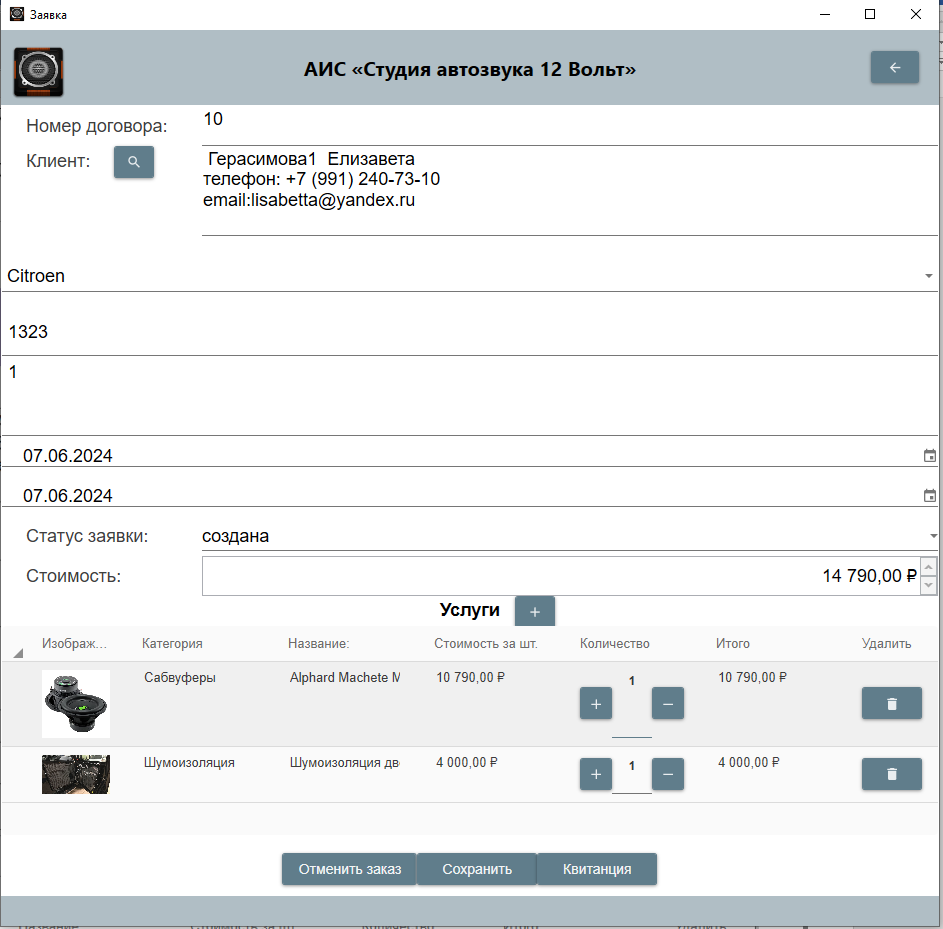 Заявка
АИС «Студия автозвука 12 Вольт»
Номер договора: 10
Клиент: Герасимова1 Елизавета
телефон: +7 (991) 240-73-10
email:lisabetta@yandex.ru
Citroen
1323
1
07.06.2024
07.06.2024
Статус заявки: создана
Стоимость: 14 790,00 ₽
Услуги +
Изображ... Категория Название: Стоимость за шт. Количество Итого Удалить
Сабвуферы Alphard Machete M 10 790,00 ₽ + 1 − 10 790,00 ₽
Шумоизоляция Шумоизоляция две 4 000,00 ₽ + 1 − 4 000,00 ₽
Отменить заказ Сохранить Квитанция